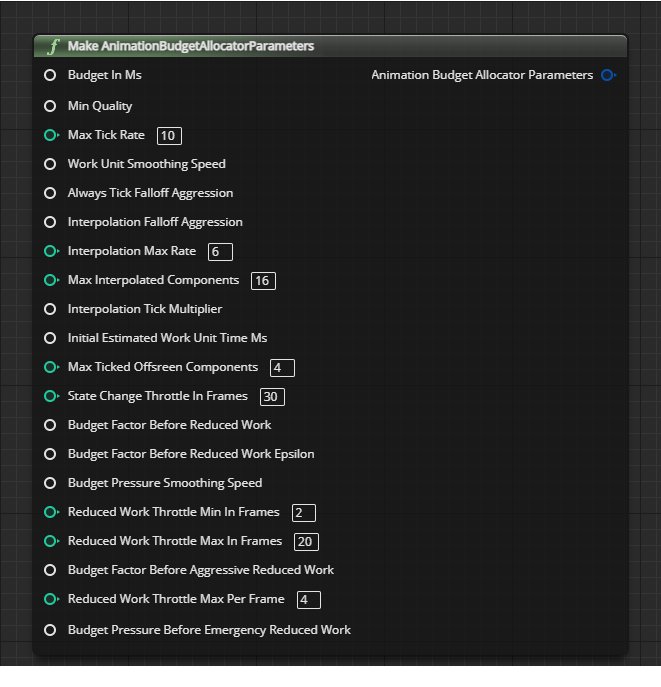 f Make AnimationBudgetAllocatorParameters
Budget In Ms Animation Budget Allocator Parameters
Min Quality
Max Tick Rate 10
Work Unit Smoothing Speed
Always Tick Falloff Aggression
Interpolation Falloff Aggression
Interpolation Max Rate 6
Max Interpolated Components 16
Interpolation Tick Multiplier
Initial Estimated Work Unit Time Ms
Max Ticked Offsreen Components 4
State Change Throttle In Frames 30
Budget Factor Before Reduced Work
Budget Factor Before Reduced Work Epsilon
Budget Pressure Smoothing Speed
Reduced Work Throttle Min In Frames 2
Reduced Work Throttle Max In Frames 20
Budget Factor Before Aggressive Reduced Work
Reduced Work Throttle Max Per Frame 4
Budget Pressure Before Emergency Reduced Work